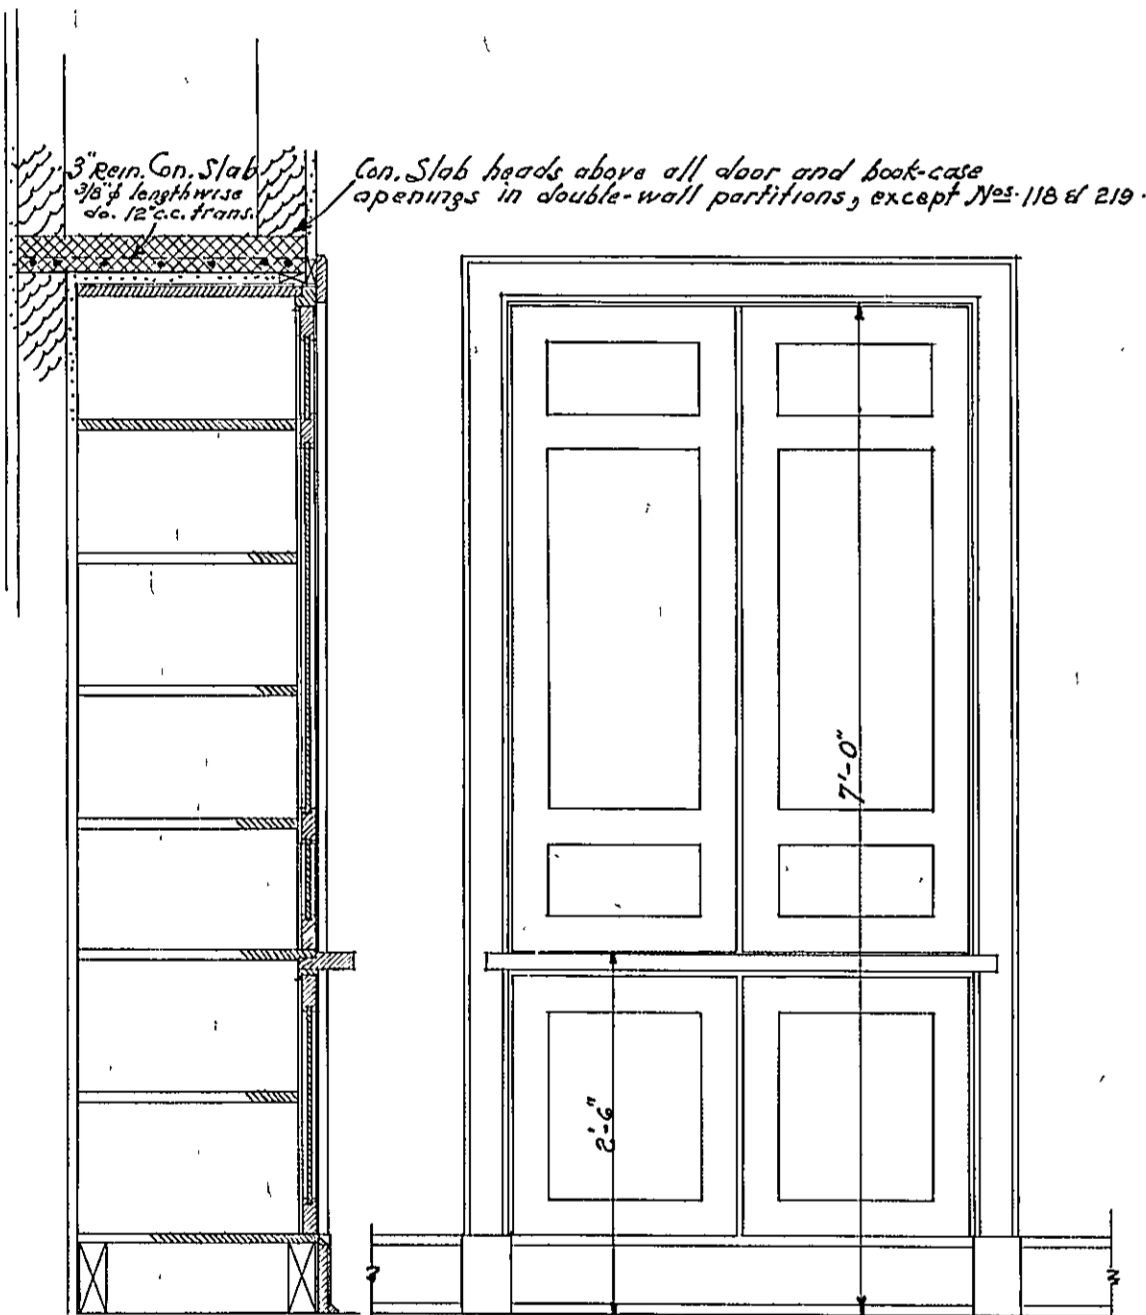 3" Rein. Con. Slab
3/8" ϕ lengthwise
do. 12" c.c. trans.
Con. Slab heads above all door and book-case
openings in double-wall partitions, except Nos. 118 & 219.
7'-0"
2'-6"